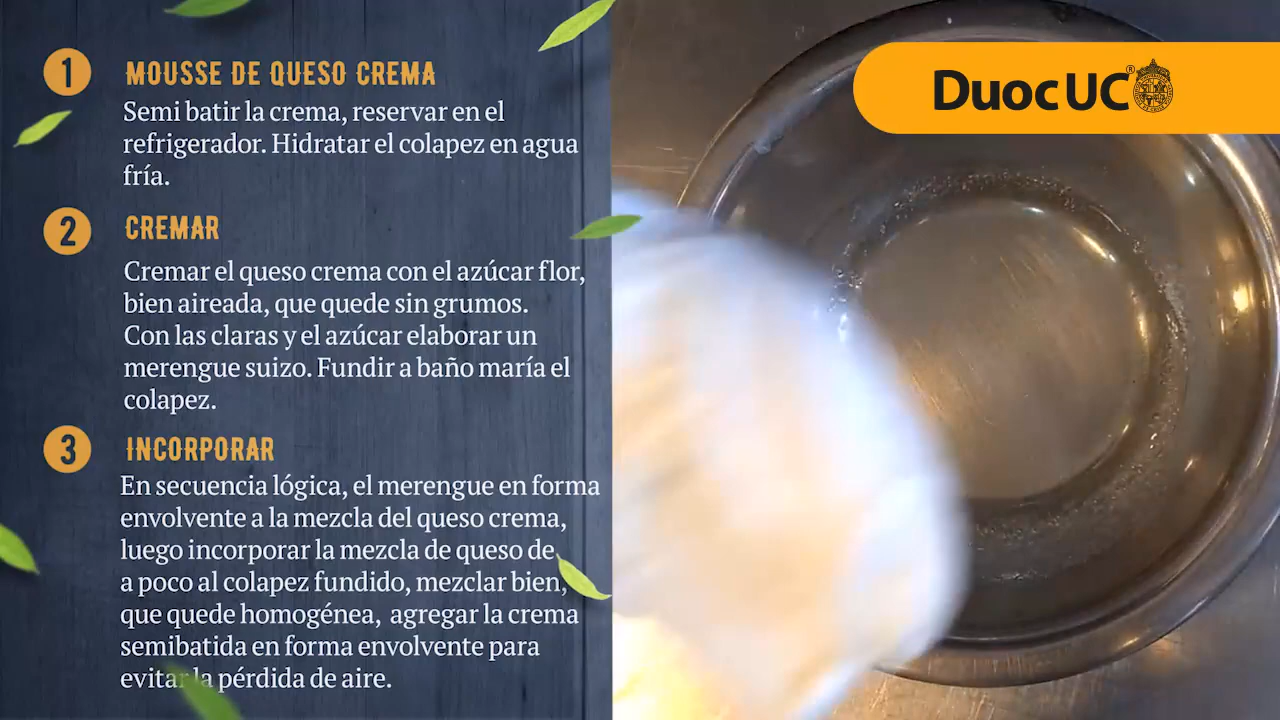 1 MOUSSE DE QUESO CREMA
Semi batir la crema, reservar en el
refrigerador. Hidratar el colapez en agua
fría.
2 CREMAR
Cremar el queso crema con el azúcar flor,
bien aireada, que quede sin grumos.
Con las claras y el azúcar elaborar un
merengue suizo. Fundir a baño maría el
colapez.
3 INCORPORAR
En secuencia lógica, el merengue en forma
envolvente a la mezcla del queso crema,
luego incorporar la mezcla de queso de
a poco al colapez fundido, mezclar bien,
que quede homogénea, agregar la crema
semibatida en forma envolvente para
evitar la pérdida de aire.
Duoc UC®